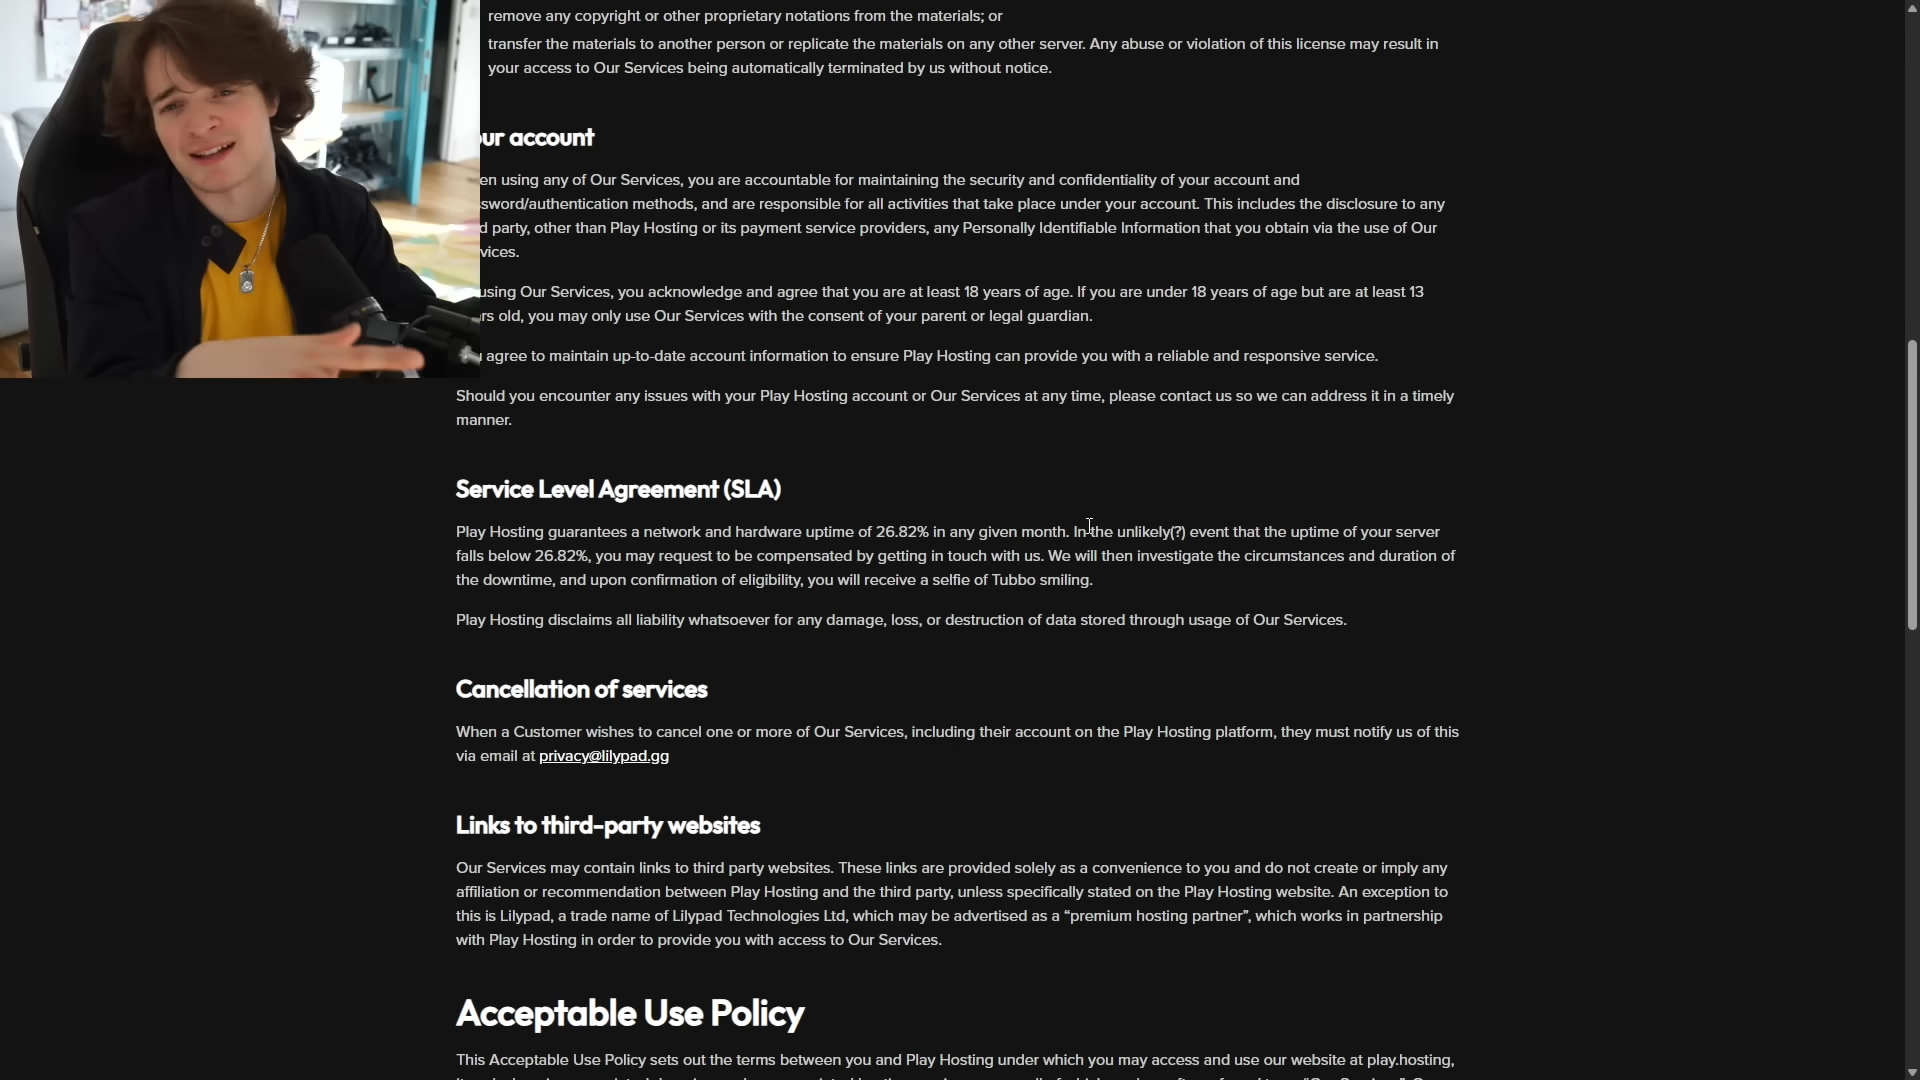 remove any copyright or other proprietary notations from the materials; or
transfer the materials to another person or replicate the materials on any other server. Any abuse or violation of this license may result in
your access to Our Services being automatically terminated by us without notice.
account
using any of Our Services, you are accountable for maintaining the security and confidentiality of your account and
methods, and are responsible for all activities that take place under your account. This includes the disclosure to any
party, other than Play Hosting or its payment service providers, any Personally Identifiable Information that you obtain via the use of Our
using Our Services, you acknowledge and agree that you are at least 18 years of age. If you are under 18 years of age but are at least 13
old, you may only use Our Services with the consent of your parent or legal guardian.
agree to maintain up-to-date account information to ensure Play Hosting can provide you with a reliable and responsive service.
Should you encounter any issues with your Play Hosting account or Our Services at any time, please contact us so we can address it in a timely
manner.
Service Level Agreement (SLA)
Play Hosting guarantees a network and hardware uptime of 26.82% in any given month. In the unlikely(?) event that the uptime of your server
falls below 26.82%, you may request to be compensated by getting in touch with us. We will then investigate the circumstances and duration of
the downtime, and upon confirmation of eligibility, you will receive a selfie of Tubbo smiling.
Play Hosting disclaims all liability whatsoever for any damage, loss, or destruction of data stored through usage of Our Services.
Cancellation of services
When a Customer wishes to cancel one or more of Our Services, including their account on the Play Hosting platform, they must notify us of this
via email at privacy@lilypad.gg
Links to third-party websites
Our Services may contain links to third party websites. These links are provided solely as a convenience to you and do not create or imply any
affiliation or recommendation between Play Hosting and the third party, unless specifically stated on the Play Hosting website. An exception to
this is Lilypad, a trade name of Lilypad Technologies Ltd, which may be advertised as a “premium hosting partner”, which works in partnership
with Play Hosting in order to provide you with access to Our Services.
Acceptable Use Policy
This Acceptable Use Policy sets out the terms between you and Play Hosting under which you may access and use our website at play.hosting,